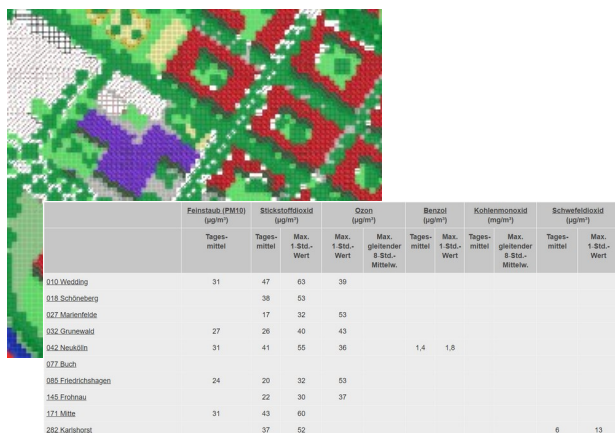 Feinstaub (PM10) Stickstoffdioxid Ozon Benzol Kohlenmonoxid Schwefeldioxid
(µg/m³) (µg/m³) (µg/m³) (µg/m³) (mg/m³) (µg/m³)
Tages- Tages- Max. Max. Max. Tages- Max. Tages- Max. Tages- Max.
mittel mittel 1-Std.- 1-Std.- gleitender mittel 1-Std.- mittel gleitender mittel 1-Std.-
Wert Wert 8-Std.- Wert 8-Std.- Wert
Mittelw. Mittelw.
010 Wedding 31 47 63 39
018 Schöneberg 38 53
027 Marienfelde 17 32 53
032 Grunewald 27 26 40 43
042 Neukölln 31 41 55 36 1,4 1,8
077 Buch
085 Friedrichshagen 24 20 32 53
145 Frohnau 22 30 37
171 Mitte 31 43 60
282 Karlshorst 37 52 6 13